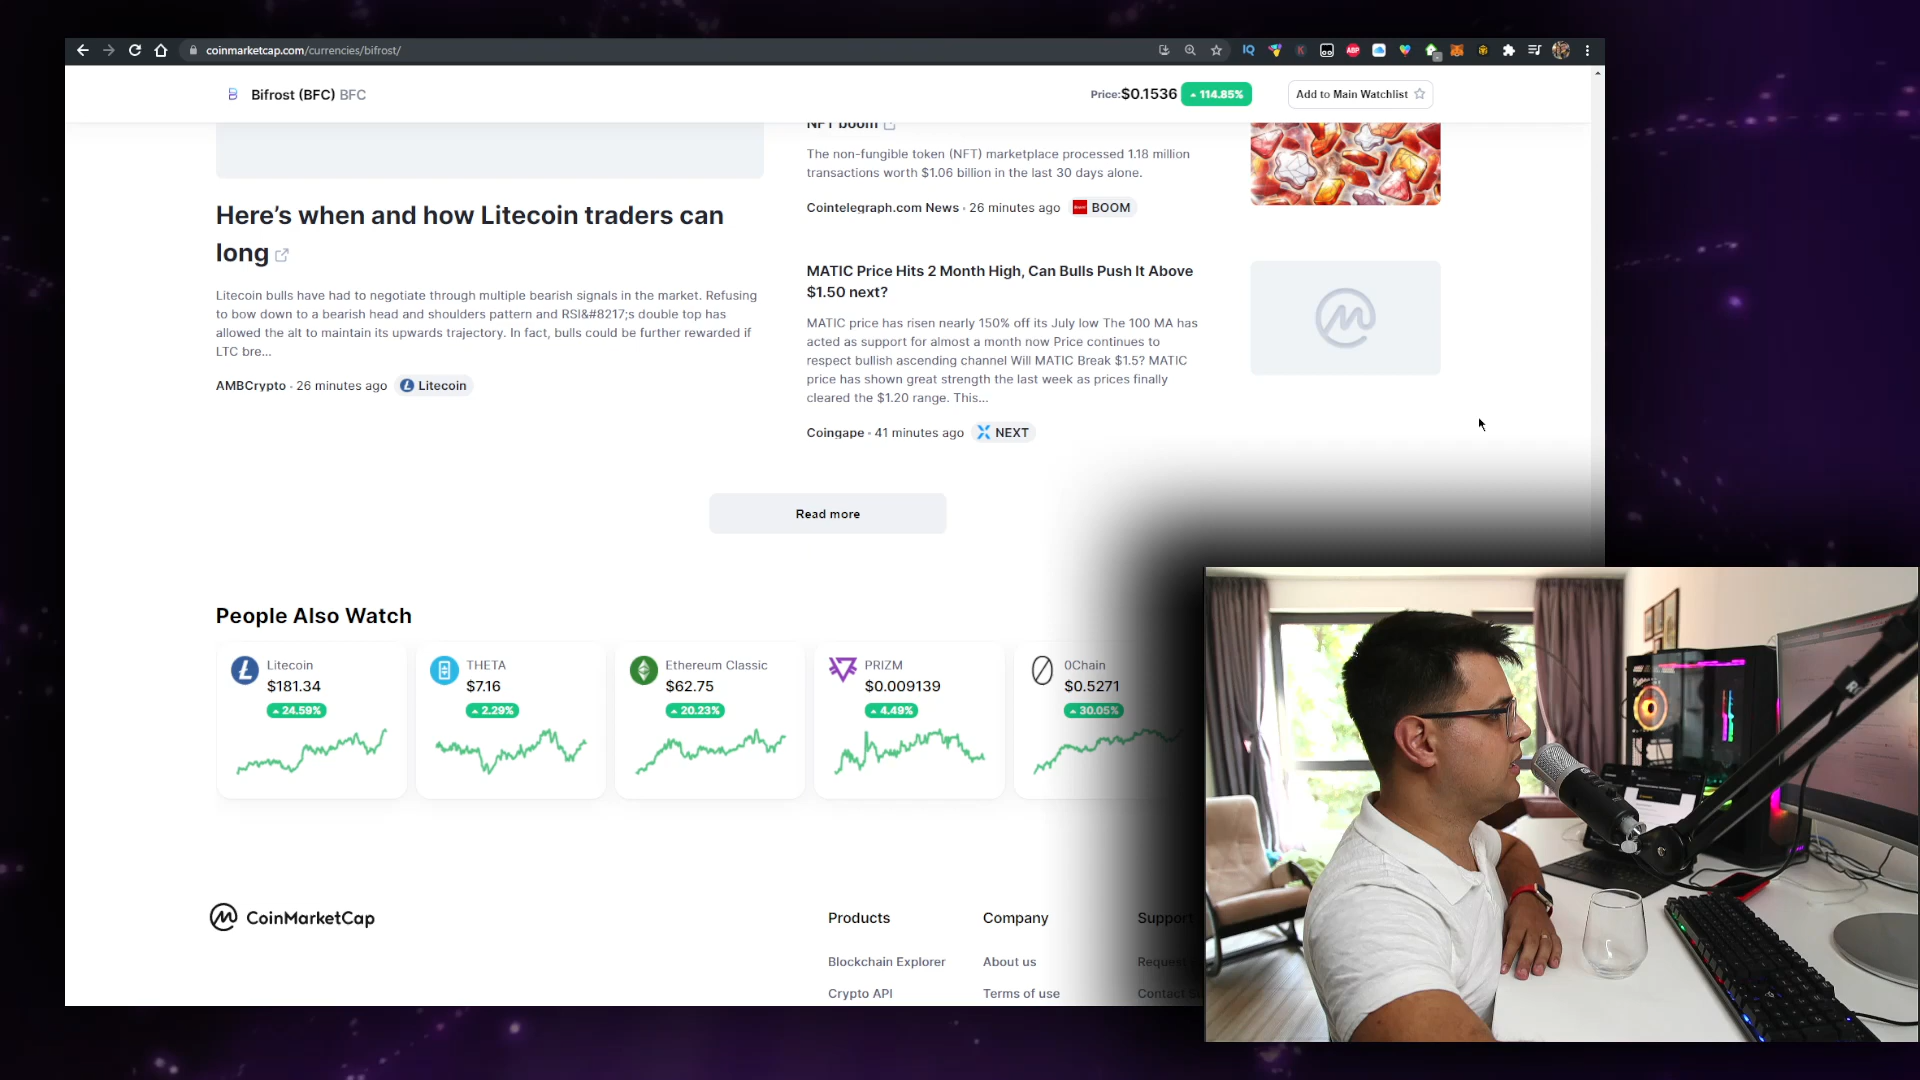 coinmarketcap.com/currencies/bifrost/
IQ
K
ABP
Bifrost (BFC) BFC
Price:$0.1536
114.85%
Add to Main Watchlist
NFT boom
The non-fungible token (NFT) marketplace processed 1.18 million
transactions worth $1.06 billion in the last 30 days alone.
Cointelegraph.com News · 26 minutes ago
BOOM
Here’s when and how Litecoin traders can
long
Litecoin bulls have had to negotiate through multiple bearish signals in the market. Refusing
to bow down to a bearish head and shoulders pattern and RSI&#8217;s double top has
allowed the alt to maintain its upwards trajectory. In fact, bulls could be further rewarded if
LTC bre...
AMBCrypto · 26 minutes ago
Litecoin
MATIC Price Hits 2 Month High, Can Bulls Push It Above
$1.50 next?
MATIC price has risen nearly 150% off its July low The 100 MA has
acted as support for almost a month now Price continues to
respect bullish ascending channel Will MATIC Break $1.5? MATIC
price has shown great strength the last week as prices finally
cleared the $1.20 range. This...
Coingape · 41 minutes ago
NEXT
Read more
People Also Watch
Litecoin
$181.34
24.59%
THETA
$7.16
2.29%
Ethereum Classic
$62.75
20.23%
PRIZM
$0.009139
4.49%
0Chain
$0.5271
30.05%
CoinMarketCap
Products
Company
Support
Blockchain Explorer
About us
Request
Crypto API
Terms of use
Contact